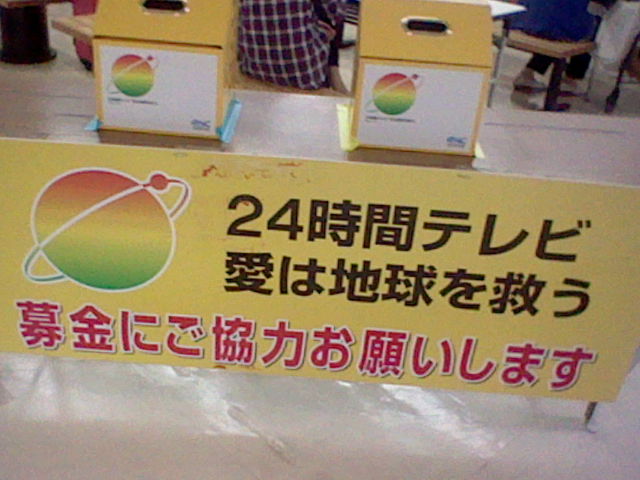 24時間テレビ
愛は地球を救う
募金にご協力お願いします